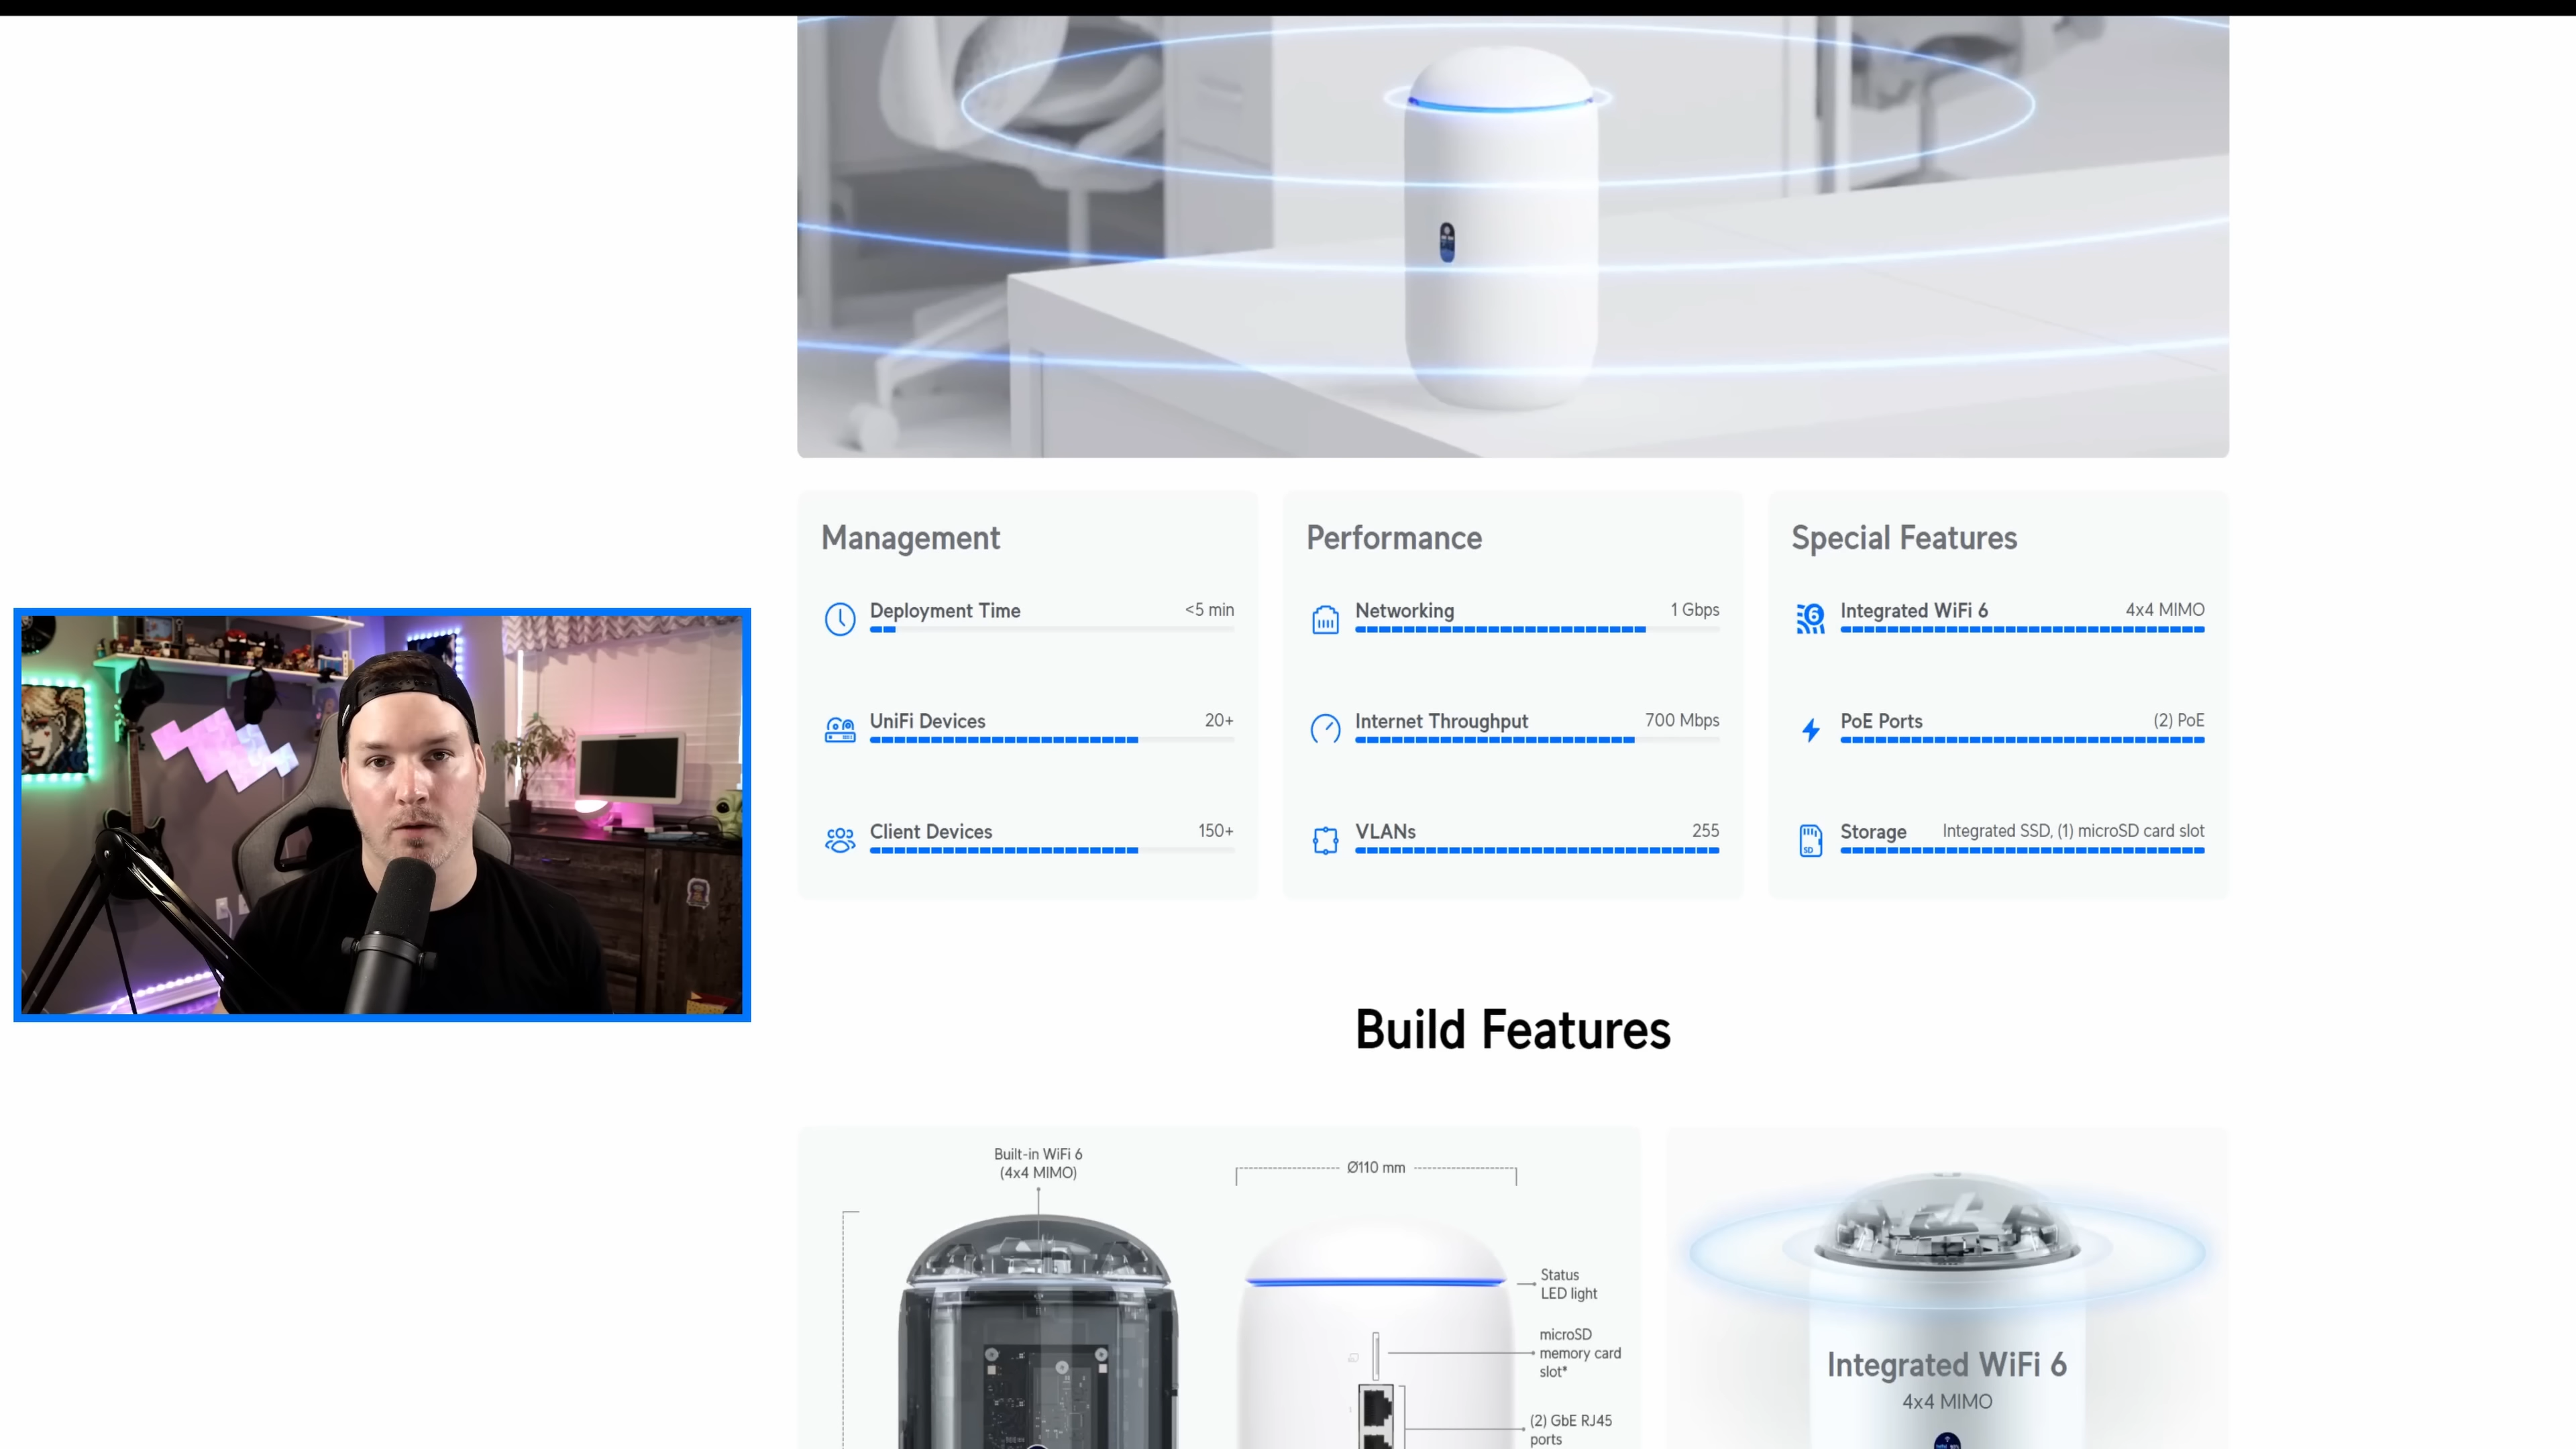 Management
Deployment Time <5 min
UniFi Devices 20+
Client Devices 150+
Performance
Networking 1 Gbps
Internet Throughput 700 Mbps
VLANs 255
Special Features
Integrated WiFi 6 4x4 MIMO
PoE Ports (2) PoE
Storage Integrated SSD, (1) microSD card slot
Build Features
Built-in WiFi 6
(4x4 MIMO)
Ø110 mm
Status
LED light
microSD
memory card
slot*
(2) GbE RJ45
ports
Integrated WiFi 6
4x4 MIMO